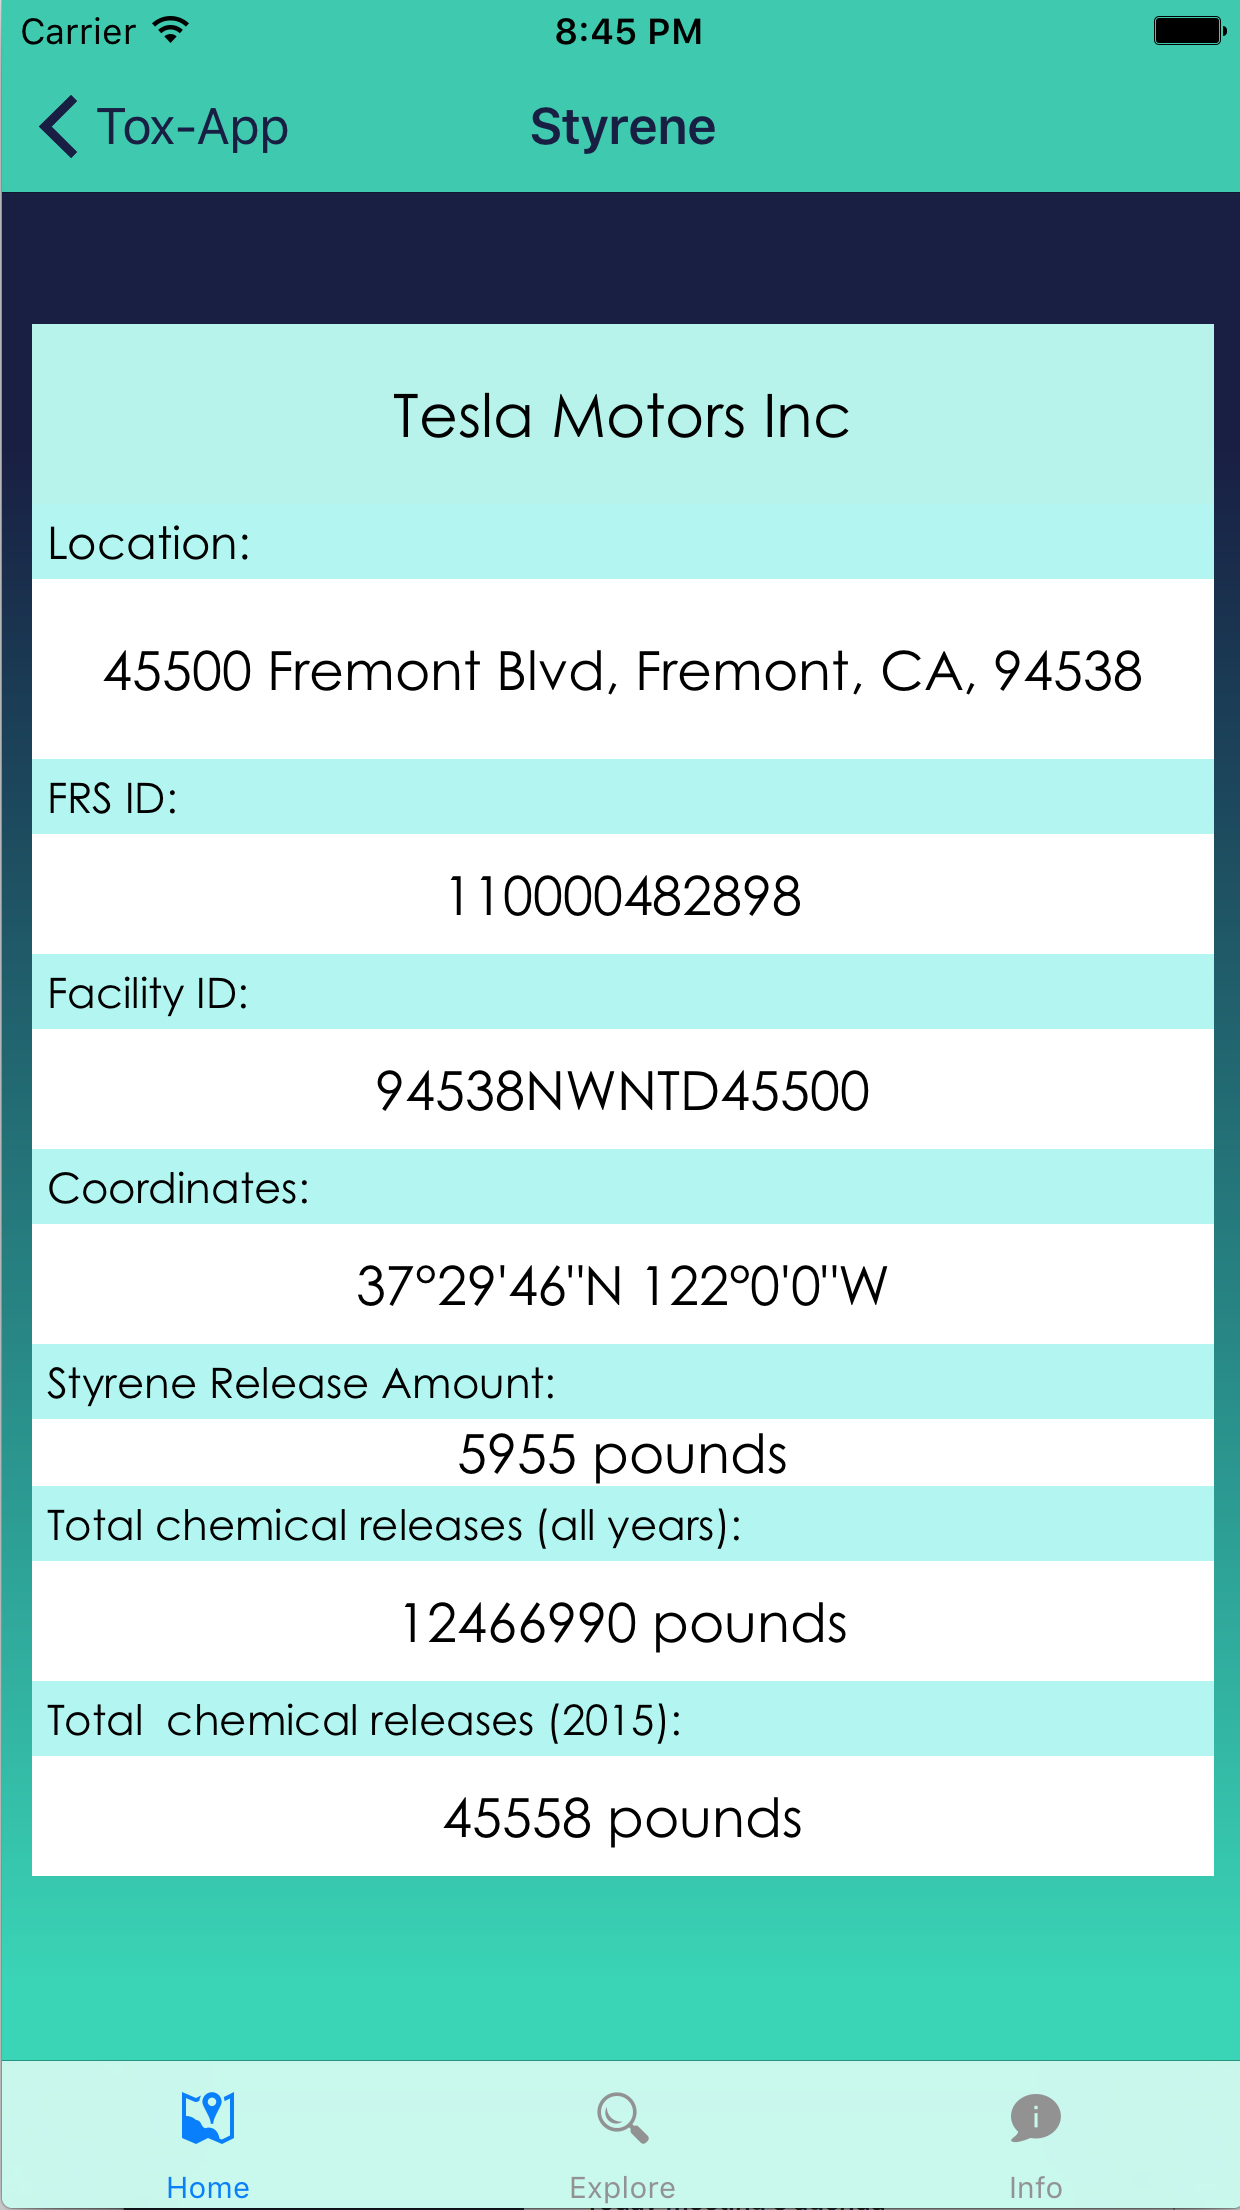 Carrier 8:45 PM
Tox-App Styrene
Tesla Motors Inc
Location:
45500 Fremont Blvd, Fremont, CA, 94538
FRS ID:
110000482898
Facility ID:
94538NWNTD45500
Coordinates:
37°29'46"N 122°0'0"W
Styrene Release Amount:
5955 pounds
Total chemical releases (all years):
12466990 pounds
Total  chemical releases (2015):
45558 pounds
Home Explore Info